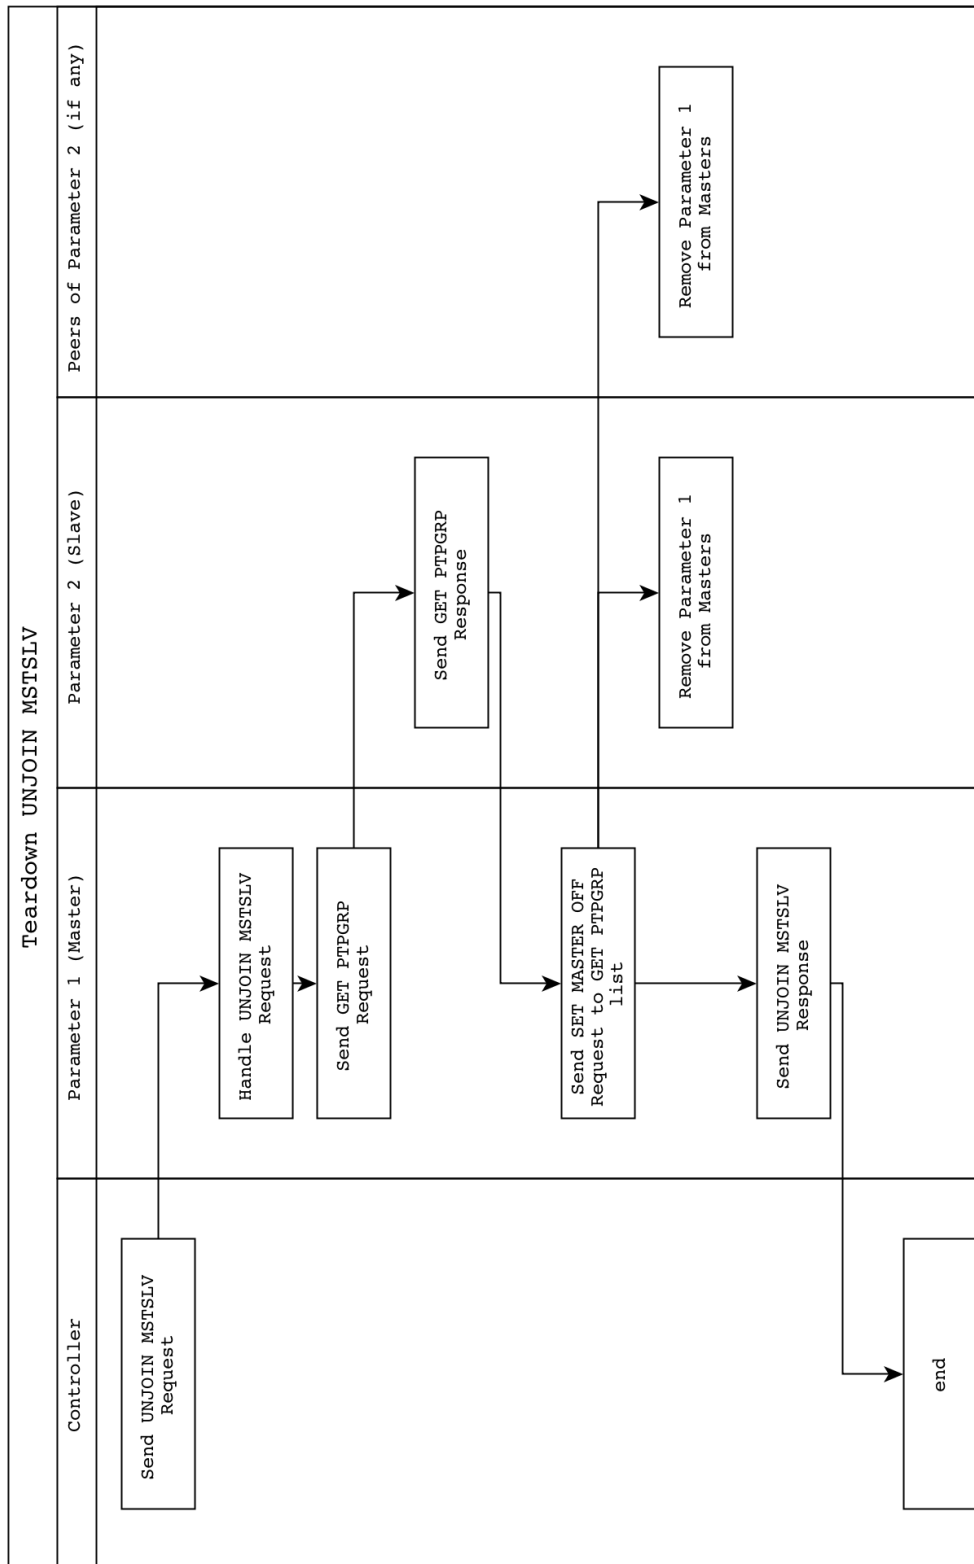 Teardown UNJOIN MSTSLV
Controller
Parameter 1 (Master)
Parameter 2 (Slave)
Peers of Parameter 2 (if any)
Send UNJOIN MSTSLV
Request
Handle UNJOIN MSTSLV
Request
Send GET PTPGRP
Request
Send GET PTPGRP
Response
Send SET MASTER OFF
Request to GET PTPGRP
list
Remove Parameter 1
from Masters
Remove Parameter 1
from Masters
Send UNJOIN MSTSLV
Response
end